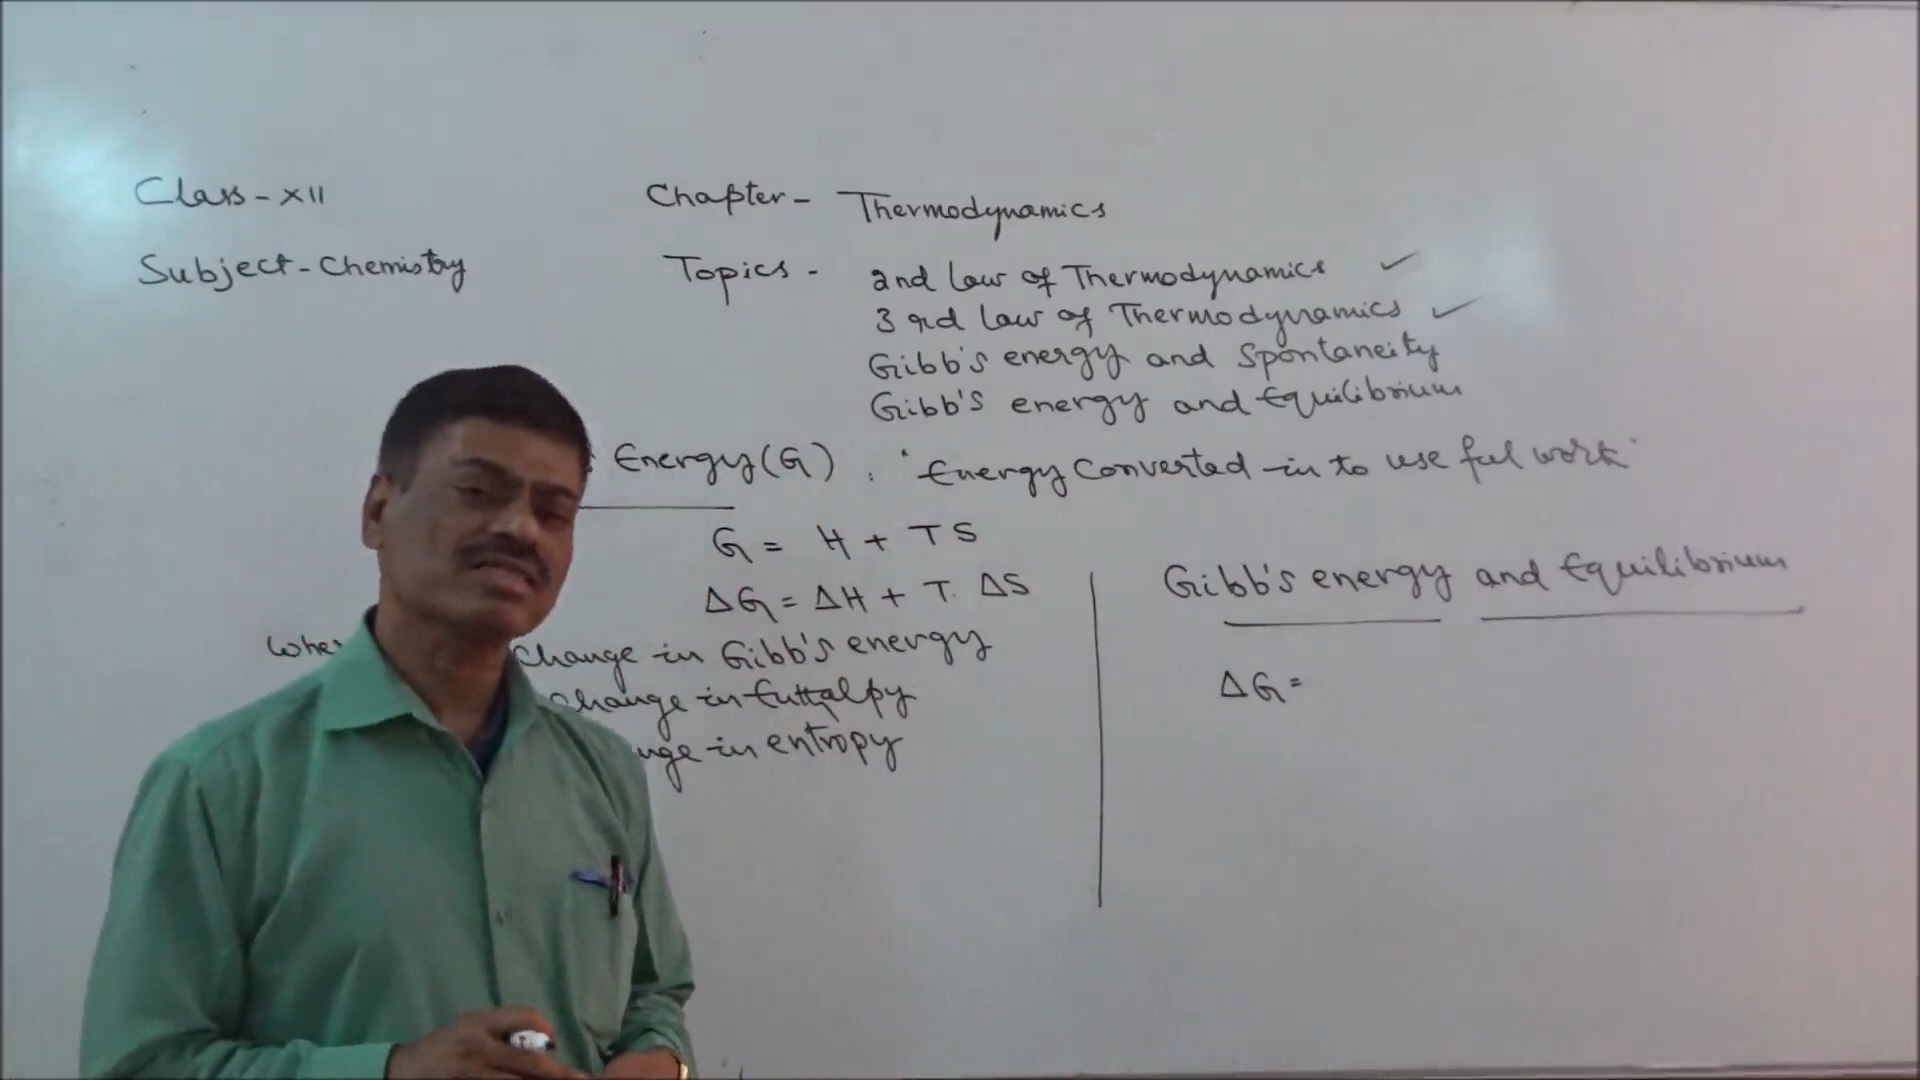 Class - XII
Chapter - Thermodynamics
Subject - Chemistry
Topics - 2nd Law of Thermodynamics ✓
3rd Law of Thermodynamics ✓
Gibb's energy and Spontaneity
Gibb's energy and Equilibrium
Energy (G) : "Energy Converted in to use ful work"
G = H + TS
ΔG = ΔH + T. ΔS
Change in Gibb's energy
Change in Enthalpy
in entropy
Gibb's energy and Equilibrium
ΔG =